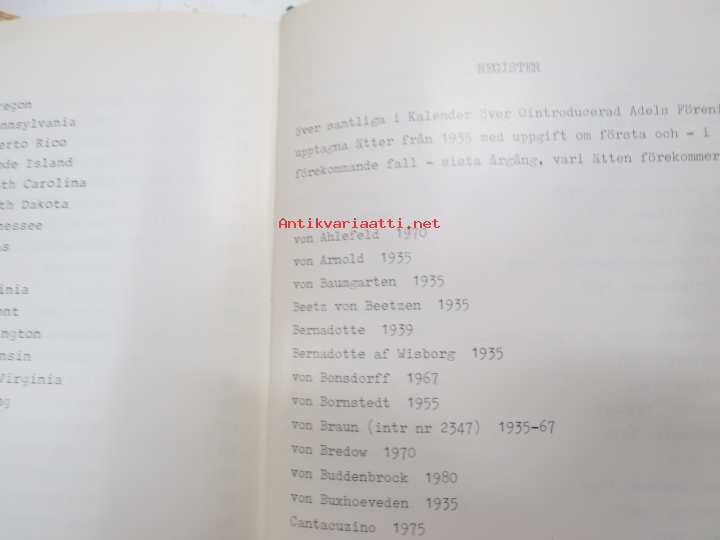 regon
nnsylvania
erto Rico
de Island
th Carolina
th Dakota
nessee
as
inia
ont
ngton
nsin
Virginia
ng
REGISTER
över samtliga i Kalender över Ointroducerad Adels Fören
upptagna ätter från 1935 med uppgift om första och - i
förekommande fall - sista årgång, vari ätten förekommer
Antikvariaatti.net
von Ahlefeld 1970
von Arnold 1935
von Baumgarten 1935
Beetz von Beetzen 1935
Bernadotte 1939
Bernadotte af Wisborg 1935
von Bonsdorff 1967
von Bornstedt 1955
von Braun (intr nr 2347) 1935-67
von Bredow 1970
von Buddenbrock 1980
von Buxhoeveden 1935
Cantacuzino 1975